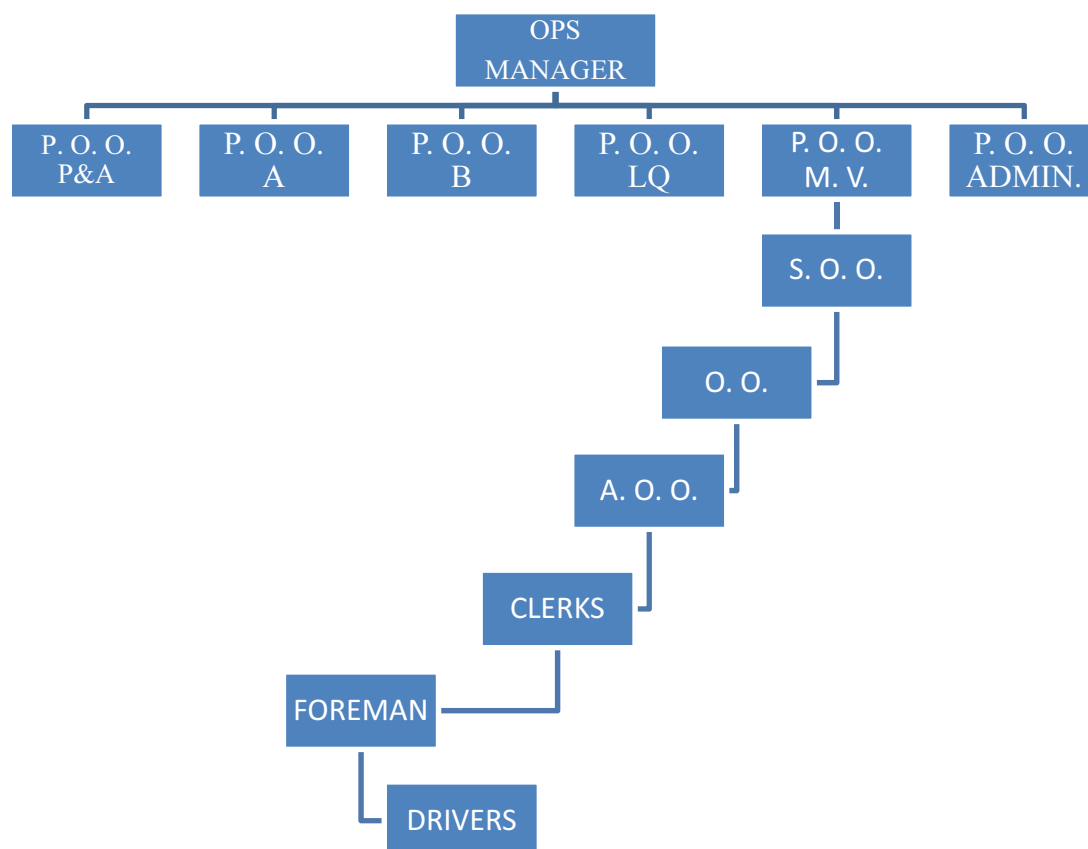 OPS
MANAGER
P. O. O.
P&A
P. O. O.
A
P. O. O.
B
P. O. O.
LQ
P. O. O.
M. V.
P. O. O.
ADMIN.
S. O. O.
O. O.
A. O. O.
CLERKS
FOREMAN
DRIVERS